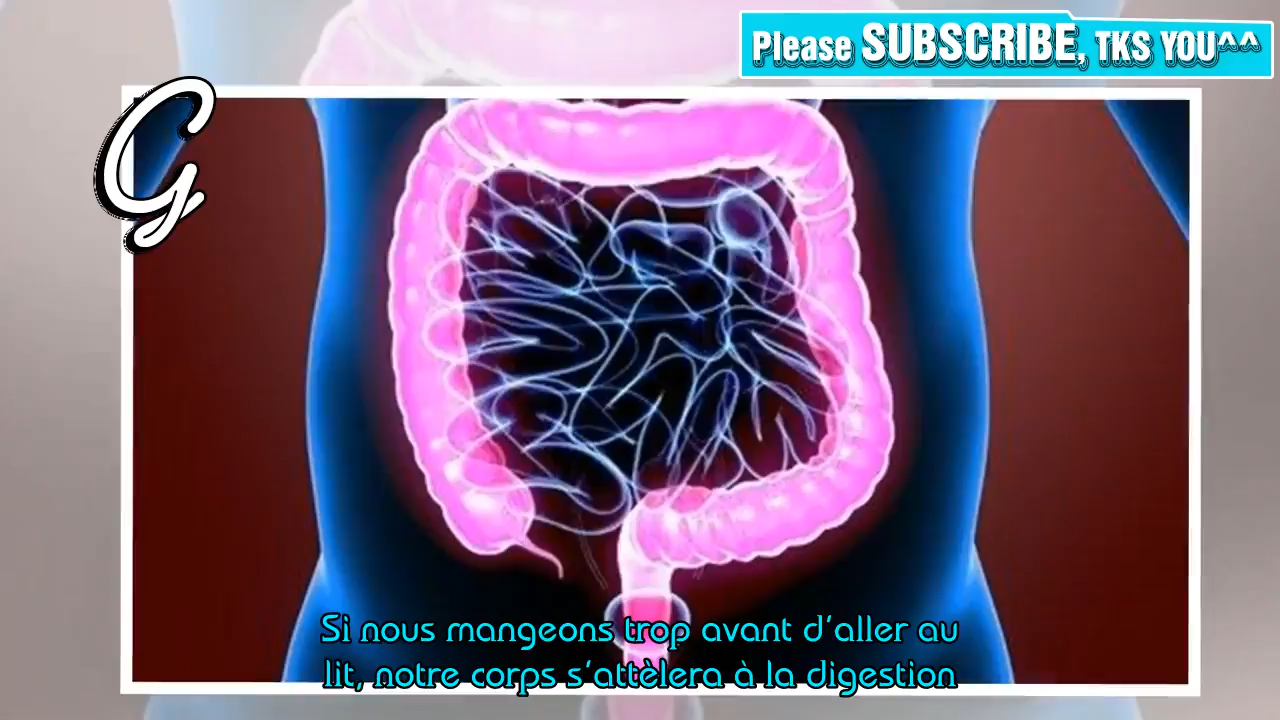 Please SUBSCRIBE, TKS YOU^^
G
Si nous mangeons trop avant d'aller au
lit, notre corps s'attèlera à la digestion